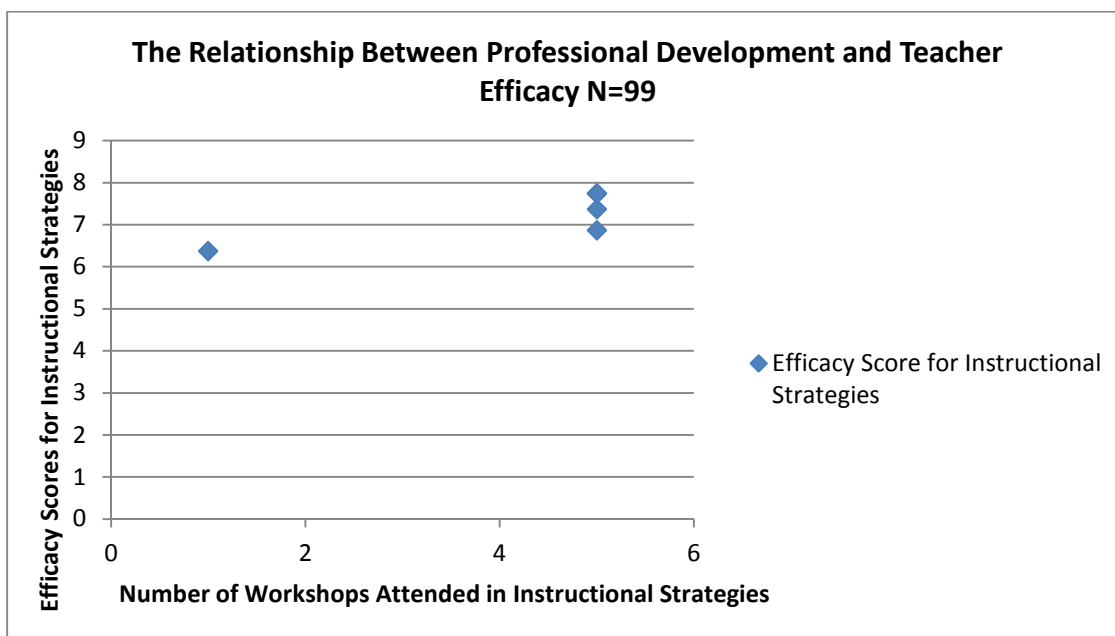 The Relationship Between Professional Development and Teacher
Efficacy N=99
Efficacy Scores for Instructional Strategies
9
8
7
6
5
4
3
2
1
0
0 2 4 6
Number of Workshops Attended in Instructional Strategies
Efficacy Score for Instructional
Strategies